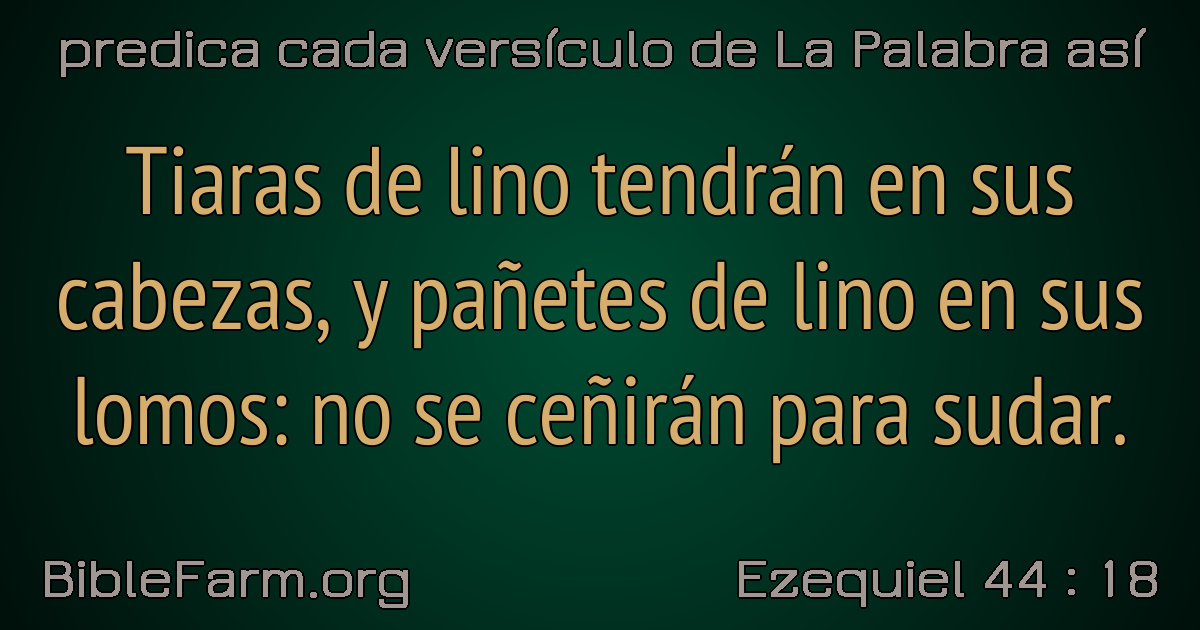 predica cada versículo de La Palabra así
Tiaras de lino tendrán en sus
cabezas, y pañetes de lino en sus
lomos: no se ceñirán para sudar.
BibleFarm.org
Ezequiel 44 : 18